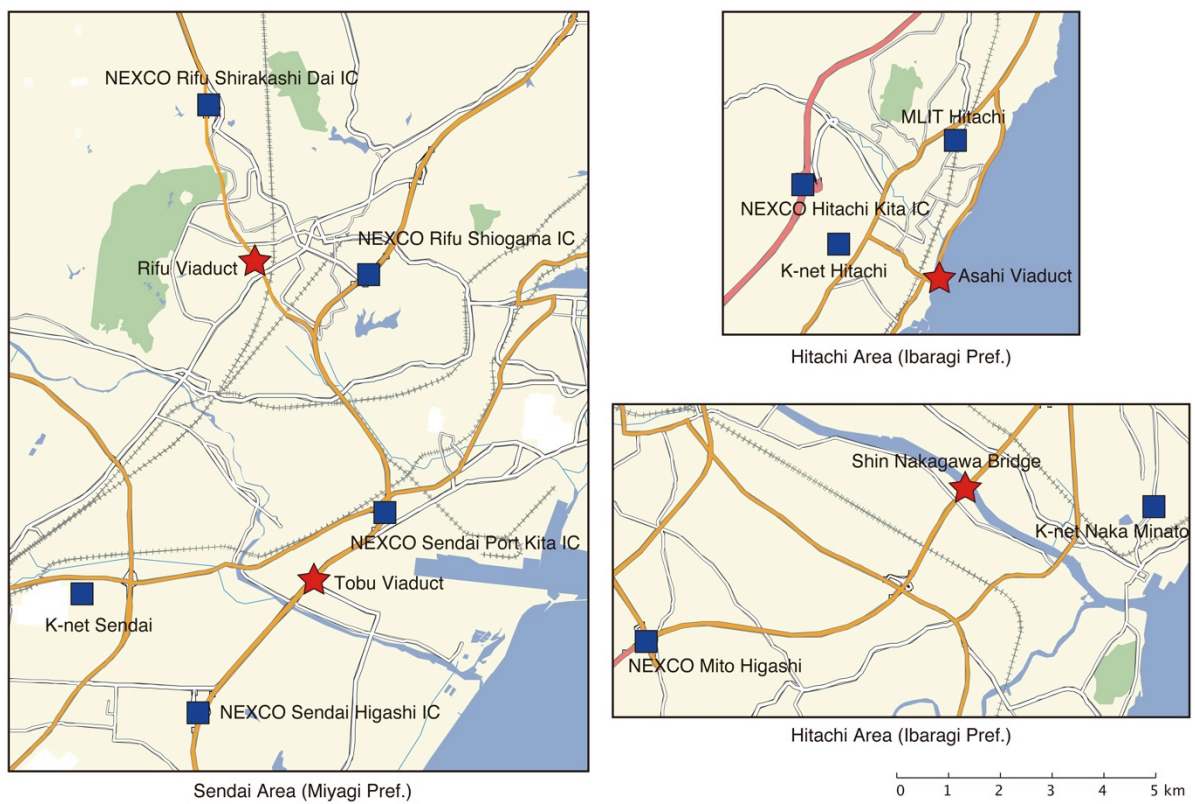 NEXCO Rifu Shirakashi Dai IC
NEXCO Rifu Shiogama IC
Rifu Viaduct
NEXCO Sendai Port Kita IC
Tobu Viaduct
K-net Sendai
NEXCO Sendai Higashi IC
Sendai Area (Miyagi Pref.)
MLIT Hitachi
NEXCO Hitachi Kita IC
K-net Hitachi
Asahi Viaduct
Hitachi Area (Ibaragi Pref.)
Shin Nakagawa Bridge
K-net Naka Minato
NEXCO Mito Higashi
Hitachi Area (Ibaragi Pref.)
0 1 2 3 4 5 km